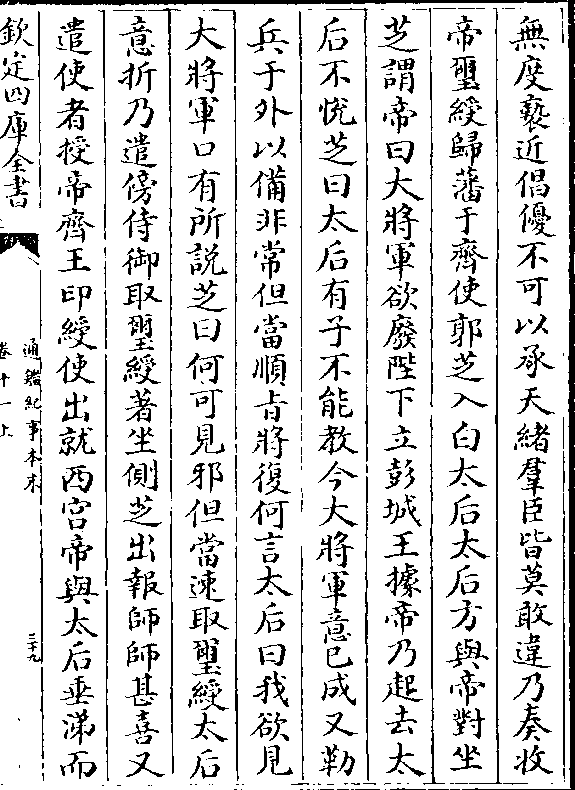 無度䙝近倡優不可以承天緒羣臣皆莫敢違乃奏收
帝璽綬歸藩于齊使郭芝入白太后太后方與帝對坐
芝謂帝曰大將軍欲廢陛下立彭城王據帝乃起去太
后不恱芝曰太后有子不能教今大將軍意已成又勒
兵于外以備非常但當順㫖將復何言太后曰我欲見
大將軍口有所說芝曰何可見邪但當速取璽綬太后
意折乃遣傍侍御取璽綬著坐側芝出報師師甚喜又
遣使者授帝齊王印綬使出就西宮帝與太后垂涕而
欽定四庫全書
通鑑紀事本末
卷十一上
三十九